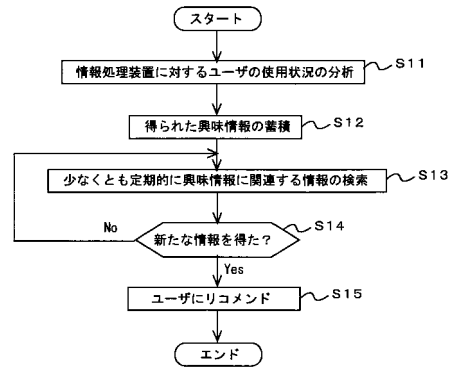 スタート
情報処理装置に対するユーザの使用状況の分析
S11
得られた興味情報の蓄積
S12
少なくとも定期的に興味情報に関連する情報の検索
S13
No
新たな情報を得た？
S14
Yes
ユーザにリコメンド
S15
エンド